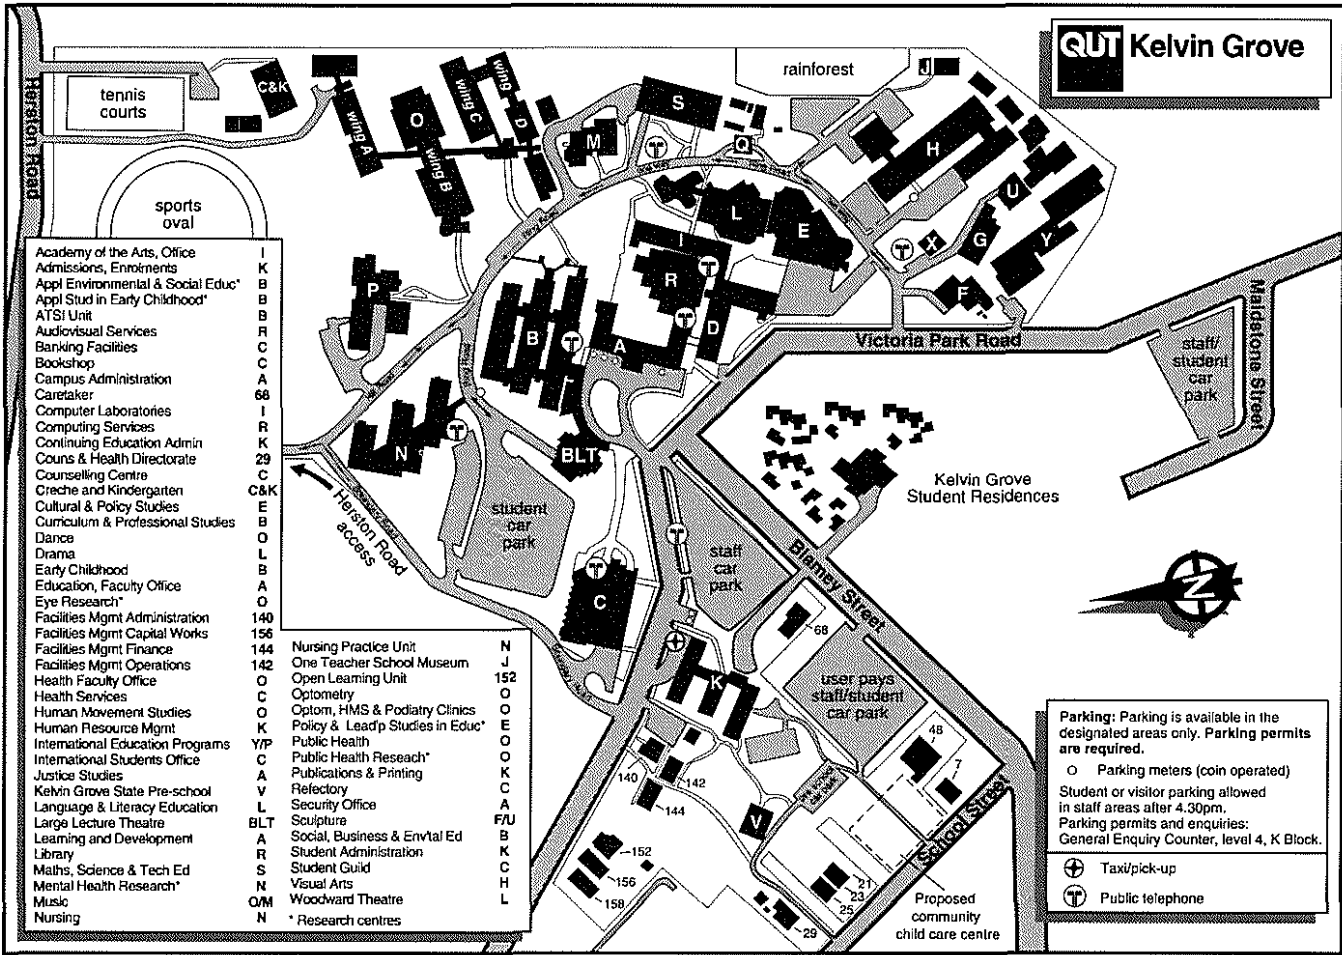 QUT Kelvin Grove
rainforest
J
tennis
courts
C&K
wing A
O
wing B
wing C
wing D
M
S
Q
H
U
X
G
Y
F
L
E
I
R
D
A
B
P
N
BLT
C
K
V
Herston Road
sports
oval
Ring Road
Victoria Park Road
Maidstone Street
staff/
student
car
park
Kelvin Grove
Student Residences
Blamey Street
School Street
Herston Road
access
student
car
park
staff
car
park
user pays
staff/student
car park
68
48
7
140
142
144
152
156
158
21
23
25
29
Proposed
community
child care centre
N
Academy of the Arts, Office I
Admissions, Enrolments K
Appl Environmental & Social Educ* B
Appl Stud in Early Childhood* B
ATSI Unit B
Audiovisual Services R
Banking Facilities C
Bookshop C
Campus Administration A
Caretaker 68
Computer Laboratories I
Computing Services R
Continuing Education Admin K
Couns & Health Directorate 29
Counselling Centre C
Creche and Kindergarten C&K
Cultural & Policy Studies E
Curriculum & Professional Studies B
Dance O
Drama L
Early Childhood B
Education, Faculty Office A
Eye Research* O
Facilities Mgmt Administration 140
Facilities Mgmt Capital Works 156
Facilities Mgmt Finance 144
Facilities Mgmt Operations 142
Health Faculty Office O
Health Services C
Human Movement Studies O
Human Resource Mgmt K
International Education Programs Y/P
International Students Office C
Justice Studies A
Kelvin Grove State Pre-school V
Language & Literacy Education L
Large Lecture Theatre BLT
Learning and Development A
Library R
Maths, Science & Tech Ed S
Mental Health Research* N
Music O/M
Nursing N
Nursing Practice Unit N
One Teacher School Museum J
Open Learning Unit 152
Optometry O
Optom, HMS & Podiatry Clinics O
Policy & Lead'p Studies in Educ* E
Public Health O
Public Health Reseach* O
Publications & Printing K
Refectory C
Security Office A
Sculpture F/U
Social, Business & Env'tal Ed B
Student Administration K
Student Guild C
Visual Arts H
Woodward Theatre L
* Research centres
Parking: Parking is available in the
designated areas only. Parking permits
are required.
Parking meters (coin operated)
Student or visitor parking allowed
in staff areas after 4.30pm.
Parking permits and enquiries:
General Enquiry Counter, level 4, K Block.
Taxi/pick-up
T Public telephone